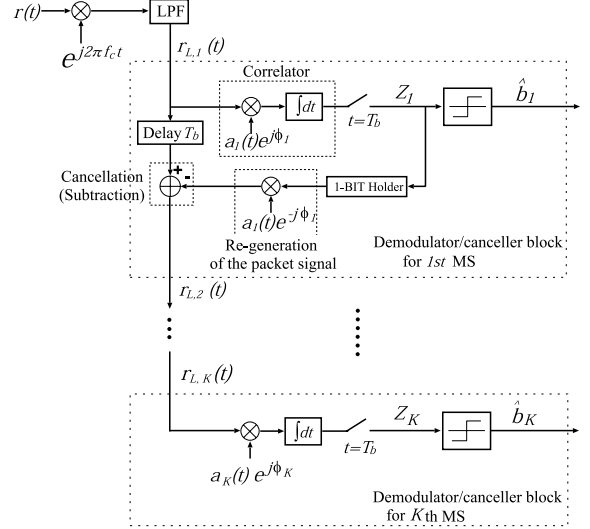 r(t)
LPF
e^{j2πf_c t}
r_{L,1} (t)
Correlator
∫dt
Z_1
b̂_1
t=T_b
Delay T_b
a_1(t)e^{jϕ_1}
Cancellation
(Subtraction)
+
-
1-BIT Holder
a_1(t)e^{-jϕ_1}
Re-generation
of the packet signal
Demodulator/canceller block
for 1st MS
r_{L,2} (t)
r_{L,K}(t)
∫dt
Z_K
b̂_K
t=T_b
a_K(t) e^{jϕ_K}
Demodulator/canceller block
for Kth MS